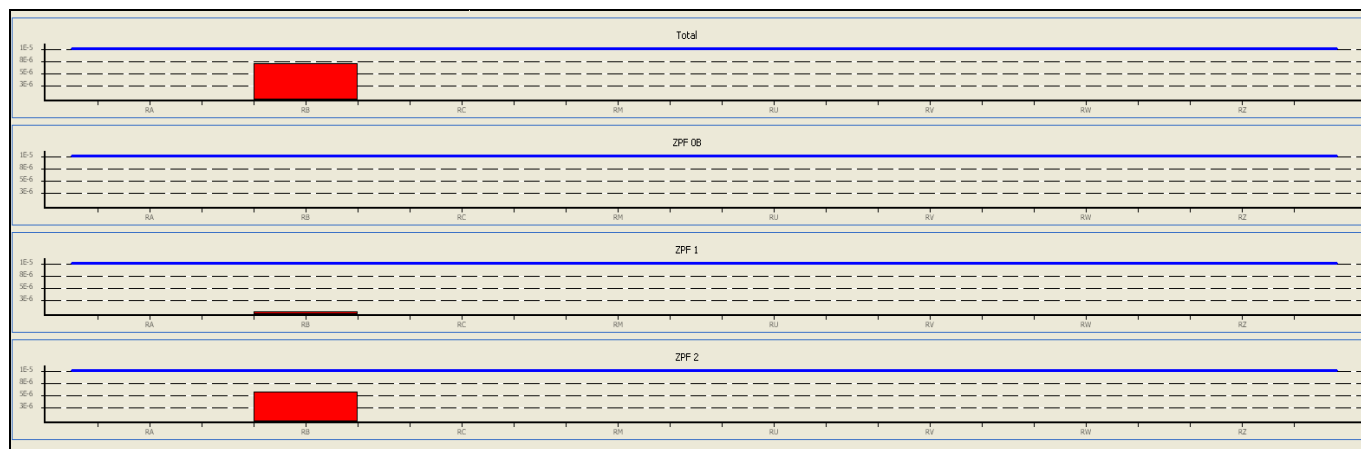 Total
1E-5
8E-6
5E-6
3E-6
RA RB RC RM RU RV RW RZ
ZPF 0B
1E-5
8E-6
5E-6
3E-6
RA RB RC RM RU RV RW RZ
ZPF 1
1E-5
8E-6
5E-6
3E-6
RA RB RC RM RU RV RW RZ
ZPF 2
1E-5
8E-6
5E-6
3E-6
RA RB RC RM RU RV RW RZ